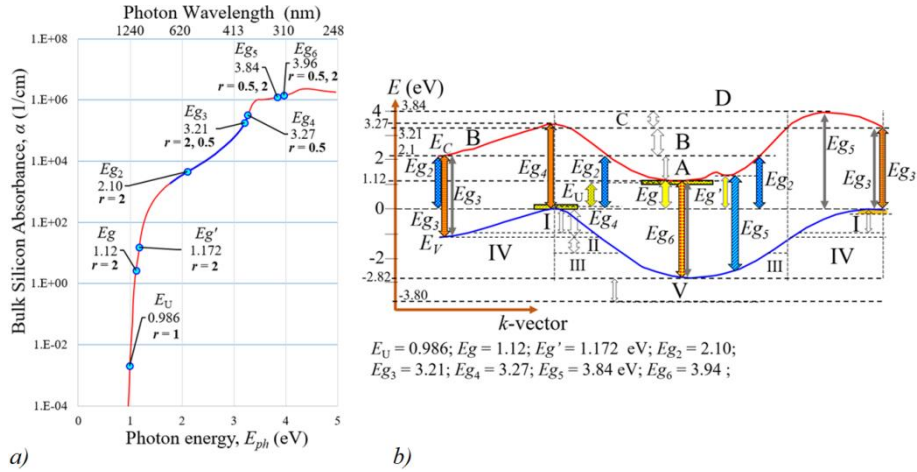 Photon Wavelength (nm)
1240 620 413 310 248
1.E+08
1.E+06
1.E+04
1.E+02
1.E+00
1.E-02
1.E-04
Bulk Silicon Absorbance, α (1/cm)
Eg5
3.84
r = 0.5, 2
Eg6
3.96
r = 0.5, 2
Eg3
3.21
r = 2, 0.5
Eg4
3.27
r = 0.5
Eg2
2.10
r = 2
Eg
1.12
r = 2
Eg'
1.172
r = 2
EU
0.986
r = 1
0 1 2 3 4 5
Photon energy, Eph (eV)
a)
E (eV)
4 3.84
3.27
3.21
2 2.1
1.12
0
-2
-2.82
-3.80
D
C
B
B
A
EC
EV
Eg2
Eg3
Eg3
Eg4
EU
Eg2
Eg4
Eg
Eg'
Eg2
Eg6
Eg5
Eg5
Eg3
Eg3
I
II
III
IV
V
III
IV
I
k-vector
EU = 0.986; Eg = 1.12; Eg' = 1.172 eV; Eg2 = 2.10;
Eg3 = 3.21; Eg4 = 3.27; Eg5 = 3.84 eV; Eg6 = 3.94 ;
b)